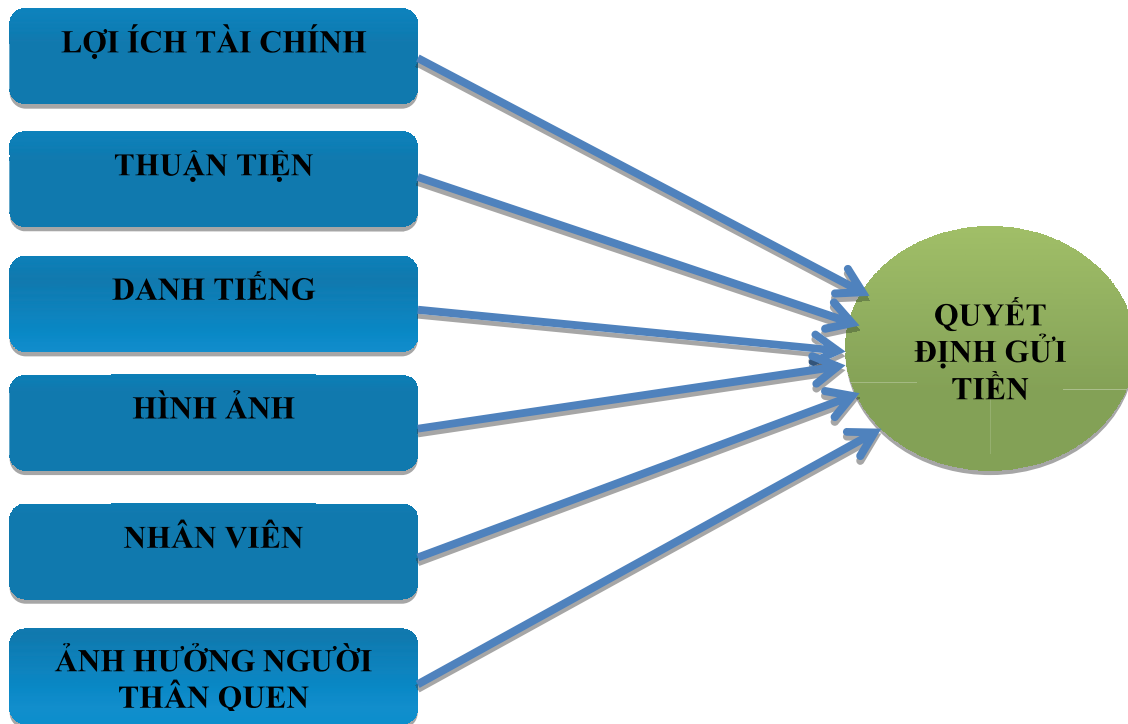 LỢI ÍCH TÀI CHÍNH
THUẬN TIỆN
DANH TIẾNG
HÌNH ẢNH
NHÂN VIÊN
ẢNH HƯỞNG NGƯỜI
THÂN QUEN
QUYẾT
ĐỊNH GỬI
TIỀN